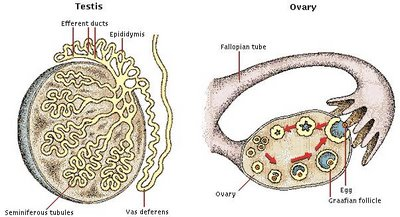 Testis
Efferent ducts
Epididymis
Seminiferous tubules
Vas deferens
Ovary
Fallopian tube
Ovary
Egg
Graafian follicle